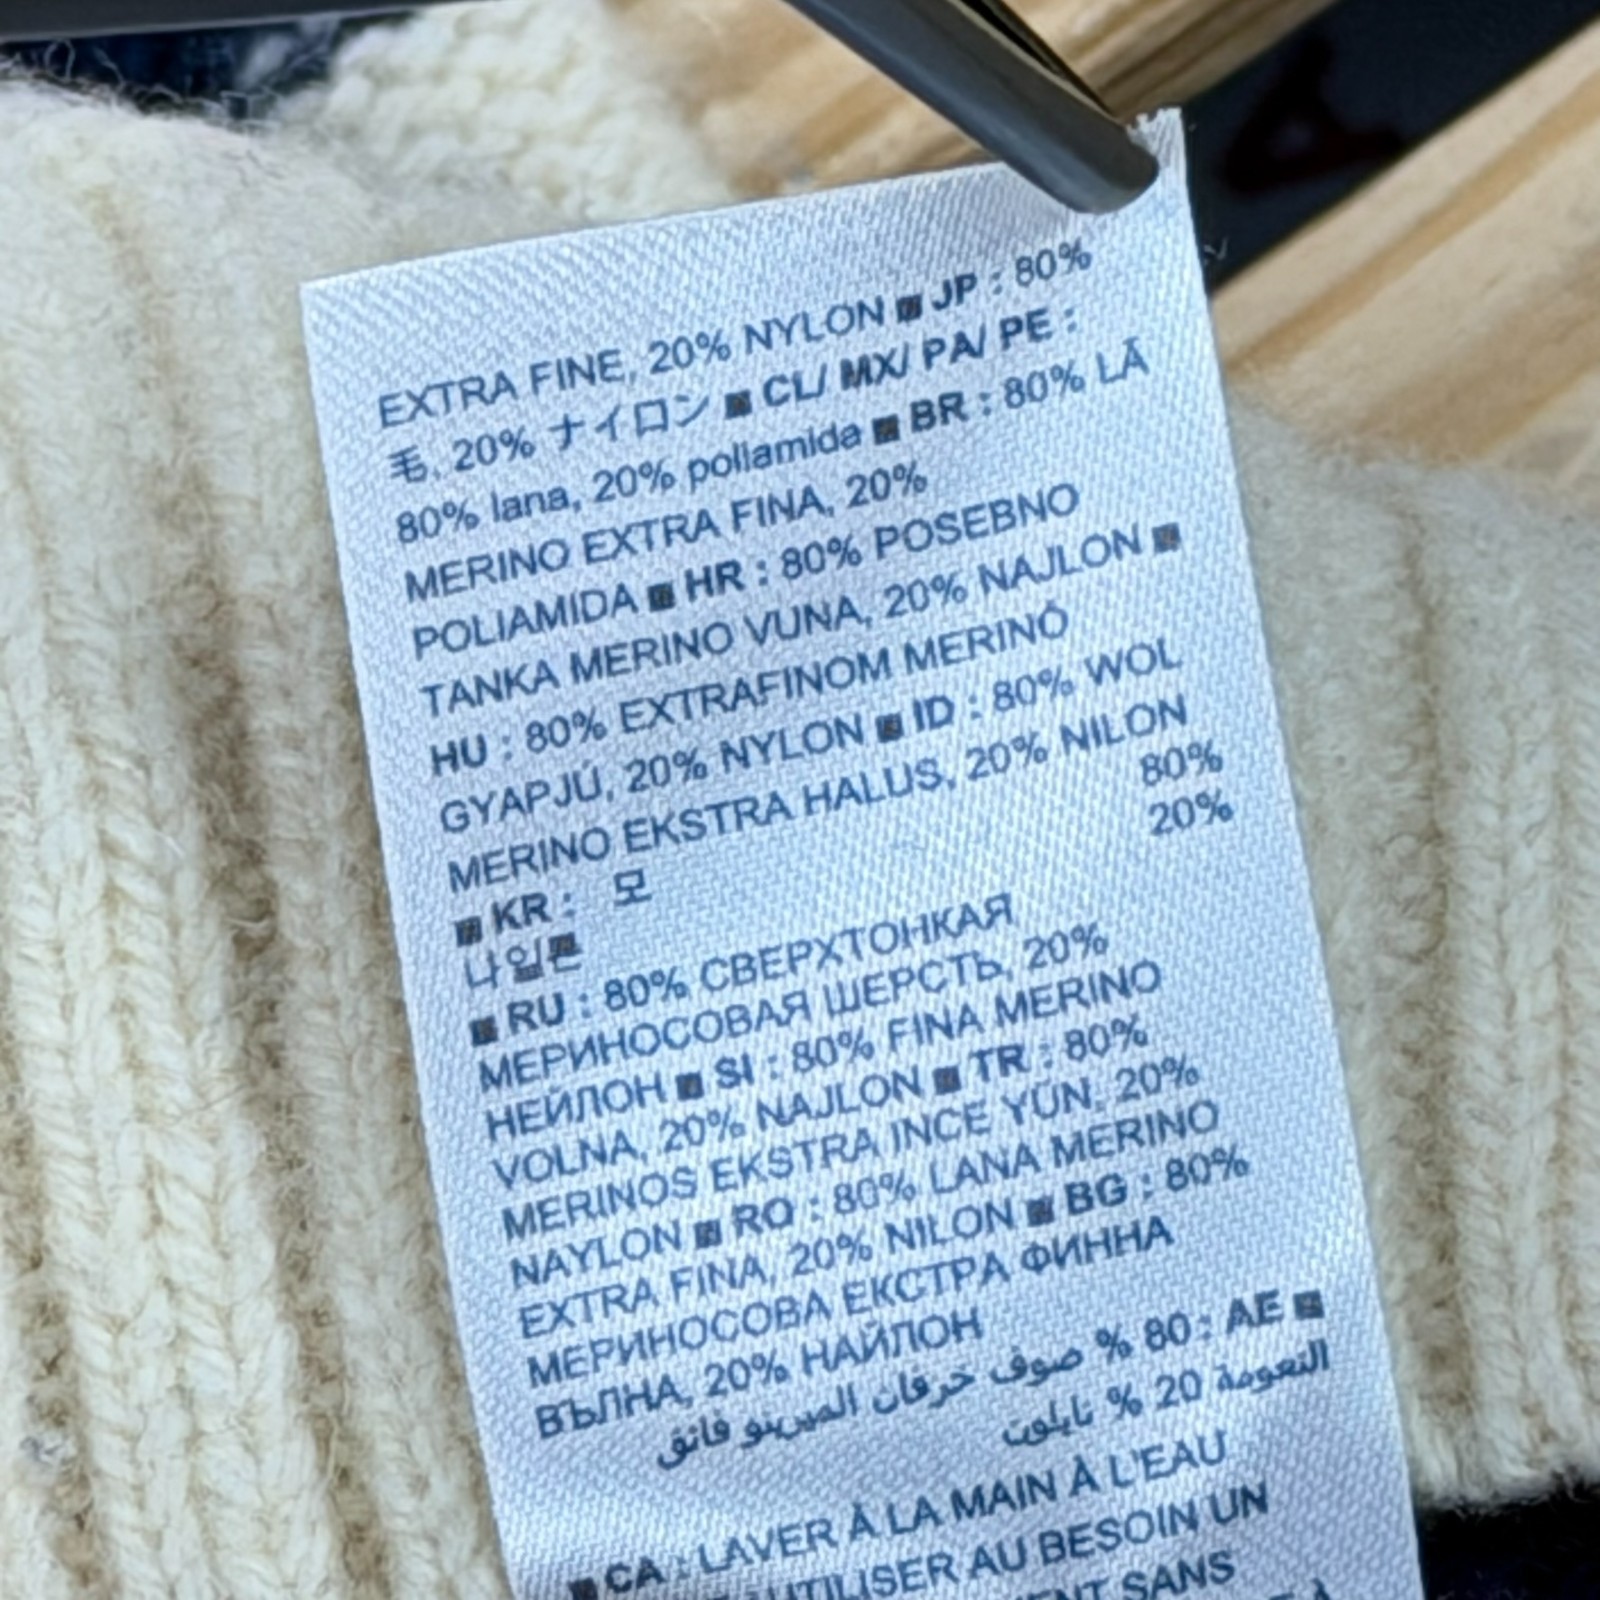 EXTRA FINE, 20% NYLON ■ JP : 80%
毛, 20% ナイロン ■ CL/ MX/ PA/ PE :
80% lana, 20% poliamida ■ BR : 80% LÃ
MERINO EXTRA FINA, 20%
POLIAMIDA ■ HR : 80% POSEBNO
TANKA MERINO VUNA, 20% NAJLON ■
HU : 80% EXTRAFINOM MERINÓ
GYAPJÚ, 20% NYLON ■ ID : 80% WOL
MERINO EKSTRA HALUS, 20% NILON
■ KR : 모 80%
나일론 20%
■ RU : 80% СВЕРХТОНКАЯ
МЕРИНОСОВАЯ ШЕРСТЬ, 20%
НЕЙЛОН ■ SI : 80% FINA MERINO
VOLNA, 20% NAJLON ■ TR : 80%
MERINOS EKSTRA INCE YÜN, 20%
NAYLON ■ RO : 80% LANA MERINO
EXTRA FINA, 20% NILON ■ BG : 80%
МЕРИНОСОВА ЕКСТРА ФИННА
ВЪЛНА, 20% НАЙЛОН
■ AE : 80 % صوف خرفان الميرينو فائق
النعومة 20 % نايلون
■ CA : LAVER À LA MAIN À L'EAU
UTILISER AU BESOIN UN
SANS
À